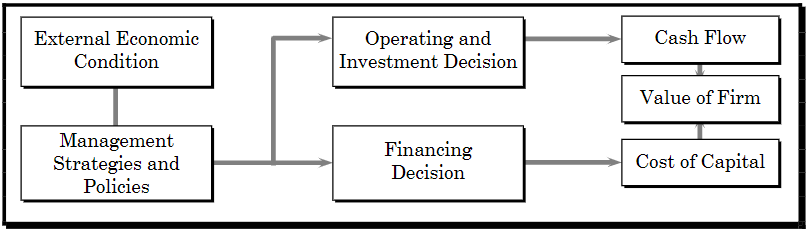 External Economic
Condition
Operating and
Investment Decision
Cash Flow
Value of Firm
Management
Strategies and
Policies
Financing
Decision
Cost of Capital